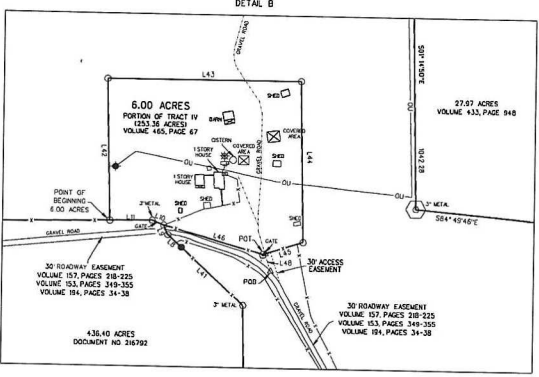 DETAIL B
GRAVEL ROAD
L43
SHED
6.00 ACRES
PORTION OF TRACT IV
(253.36 ACRES)
VOLUME 465, PAGE 67
BARN
COVERED
AREA
CISTERN
COVERED
AREA
1 STORY
HOUSE
SHED
L42
L44
GRAVEL ROAD
OU
OU
OU
OU
S01°14'50"E
1042.28
27.97 ACRES
VOLUME 433, PAGE 948
1 STORY
HOUSE
POINT OF
BEGINNING
6.00 ACRES
3" METAL
SHED
SHED
SHED
3" METAL
S84°49'46"E
L11
L10
GATE
L9
L8
L46
POT
GATE
L45
GRAVEL ROAD
L48
30' ACCESS
EASEMENT
L41
POB
30' ROADWAY EASEMENT
VOLUME 157, PAGES 218-225
VOLUME 153, PAGES 349-355
VOLUME 194, PAGES 34-38
3" METAL
GRAVEL ROAD
30' ROADWAY EASEMENT
VOLUME 157, PAGES 218-225
VOLUME 153, PAGES 349-355
VOLUME 194, PAGES 34-38
436.40 ACRES
DOCUMENT NO. 216792